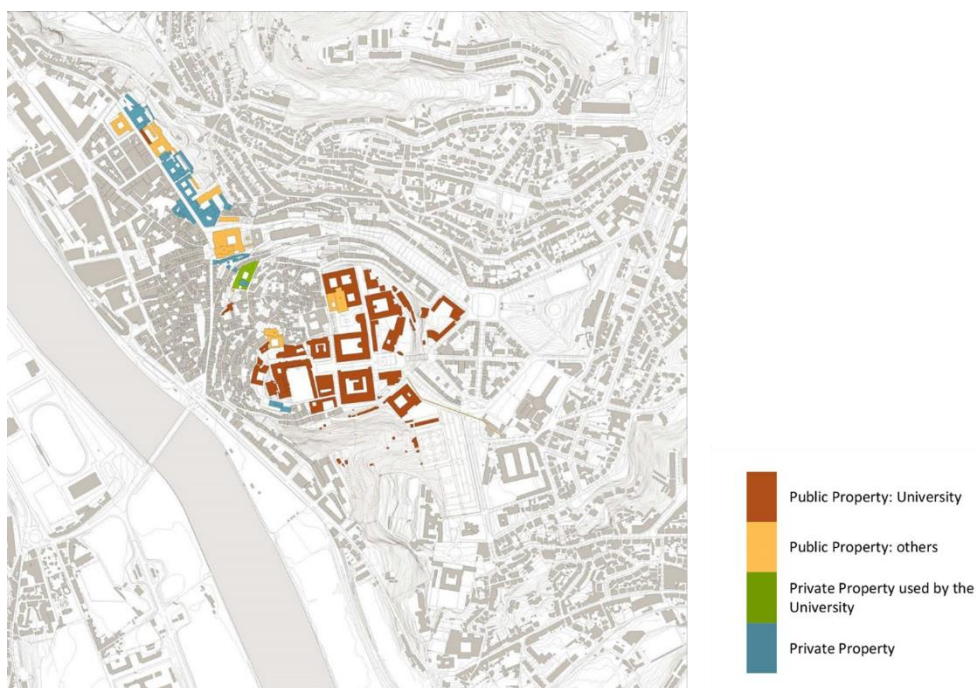 Public Property: University
Public Property: others
Private Property used by the
University
Private Property